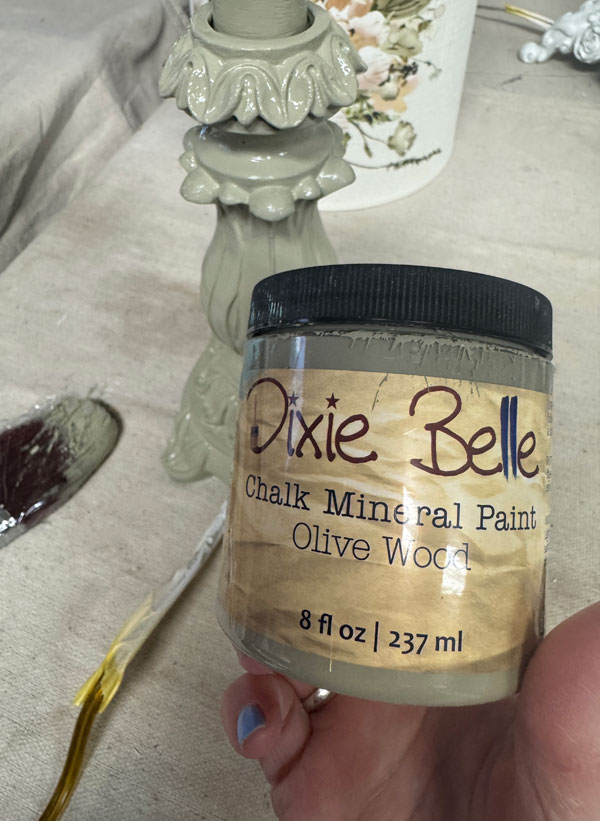 Dixie Belle
Chalk Mineral Paint
Olive Wood
8 fl oz | 237 ml